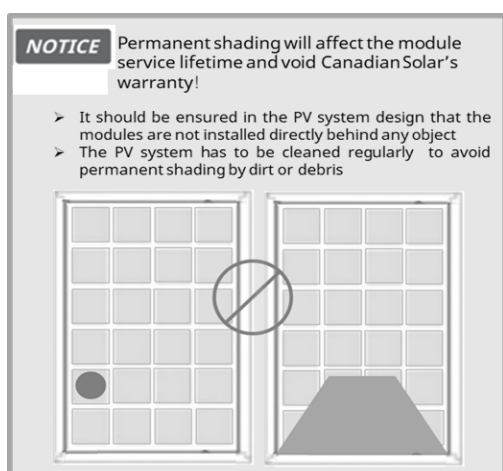 NOTICE Permanent shading will affect the module
service lifetime and void Canadian Solar's
warranty!
➢ It should be ensured in the PV system design that the
modules are not installed directly behind any object
➢ The PV system has to be cleaned regularly to avoid
permanent shading by dirt or debris